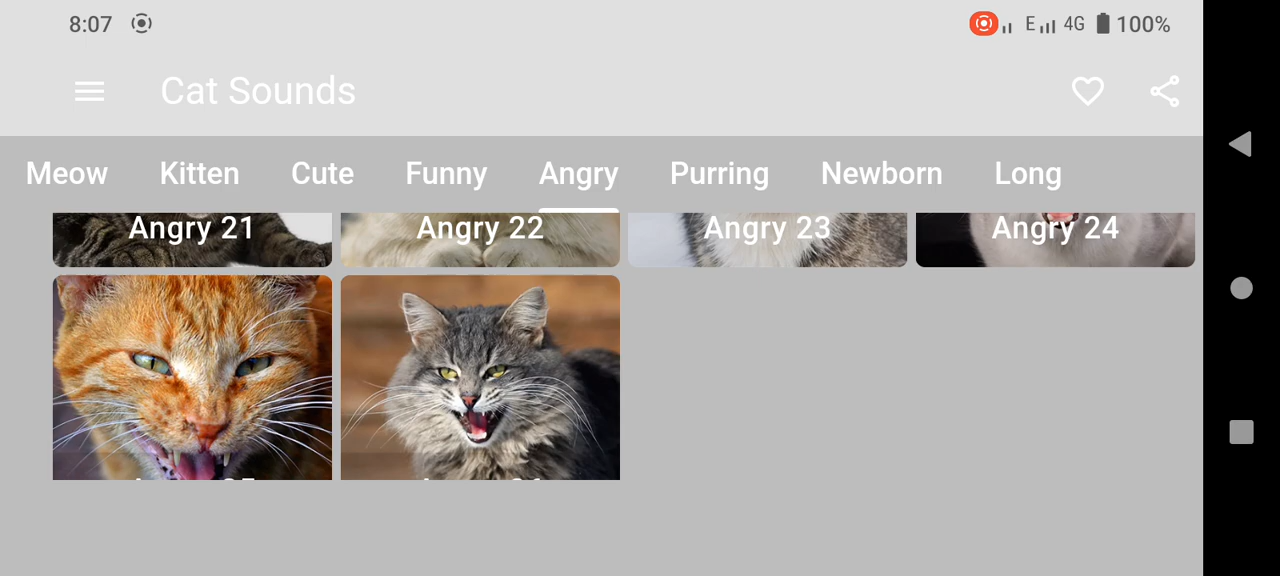 8:07 E 4G 100%
Cat Sounds
Meow Kitten Cute Funny Angry Purring Newborn Long
Angry 21 Angry 22 Angry 23 Angry 24